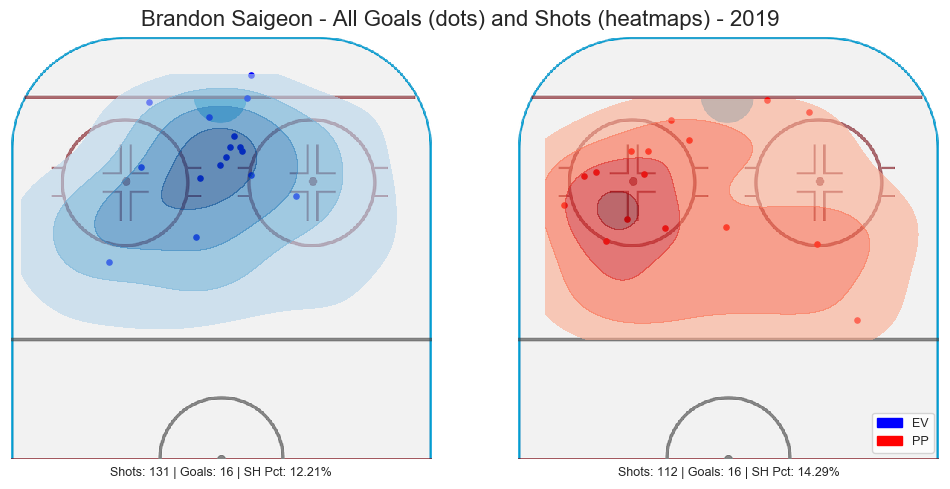 Brandon Saigeon - All Goals (dots) and Shots (heatmaps) - 2019
EV
PP
Shots: 131 | Goals: 16 | SH Pct: 12.21%
Shots: 112 | Goals: 16 | SH Pct: 14.29%